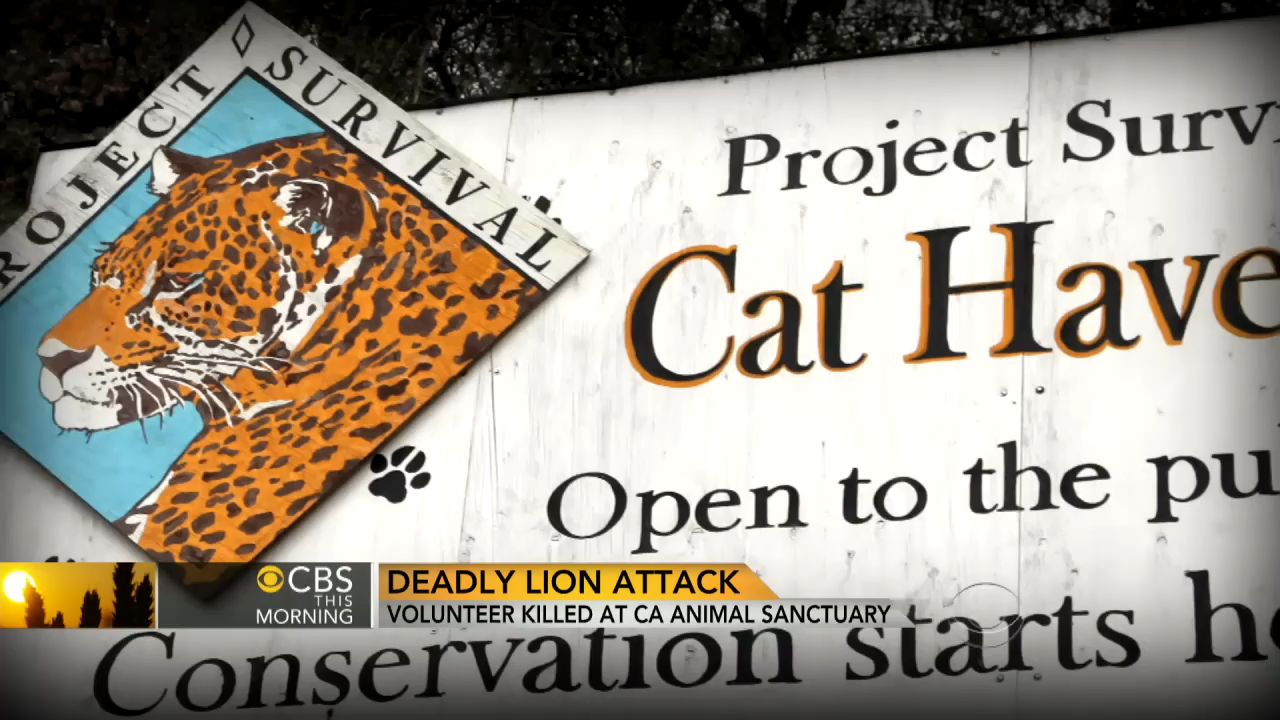 ROJECT ◊ SURVIVAL
Project Surv
Cat Have
Open to the pu
CBS
THIS
MORNING
DEADLY LION ATTACK
VOLUNTEER KILLED AT CA ANIMAL SANCTUARY
Conservation starts h